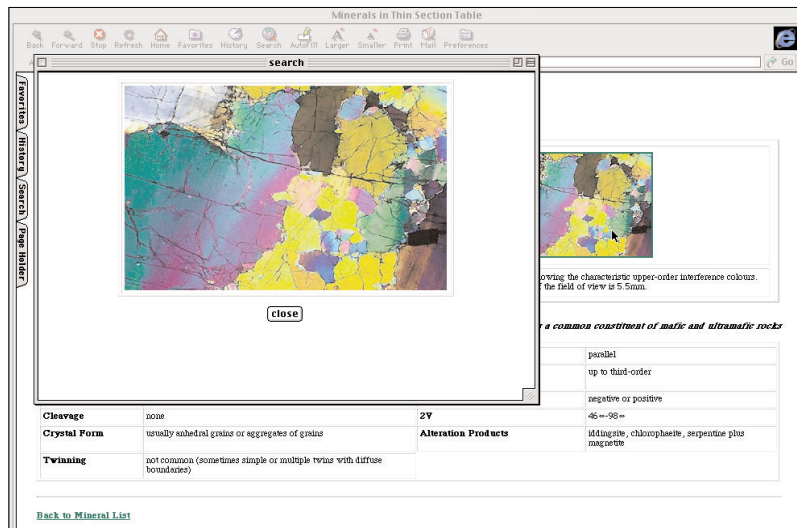 Minerals in Thin Section Table
Back Forward Stop Refresh Home Favorites History Search AutoFill Larger Smaller Print Mail Preferences
Go
search
Favorites
History
Search
Page Holder
close
owing the characteristic upper-order interference colours.
f the field of view is 5.5mm.
a common constituent of mafic and ultramafic rocks
parallel
up to third-order
negative or positive
Cleavage none 2V 46∞-98∞
Crystal Form usually anhedral grains or aggregates of grains Alteration Products iddingsite, chlorophaeite, serpentine plus
magnetite
Twinning not common (sometimes simple or multiple twins with diffuse
boundaries)
Back to Mineral List